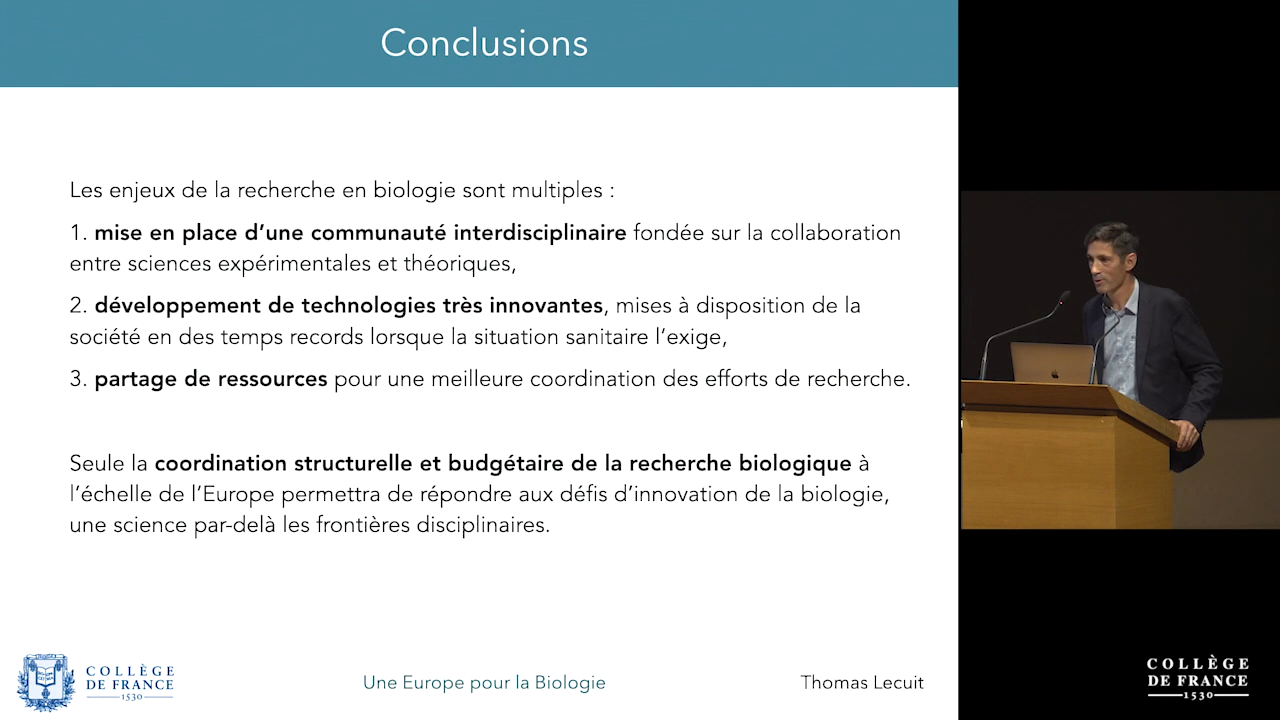 Conclusions
Les enjeux de la recherche en biologie sont multiples :
1. mise en place d’une communauté interdisciplinaire fondée sur la collaboration
entre sciences expérimentales et théoriques,
2. développement de technologies très innovantes, mises à disposition de la
société en des temps records lorsque la situation sanitaire l’exige,
3. partage de ressources pour une meilleure coordination des efforts de recherche.
Seule la coordination structurelle et budgétaire de la recherche biologique à
l’échelle de l’Europe permettra de répondre aux défis d’innovation de la biologie,
une science par-delà les frontières disciplinaires.
COLLÈGE
DE FRANCE
1530
Une Europe pour la Biologie
Thomas Lecuit
COLLÈGE
DE FRANCE
1530